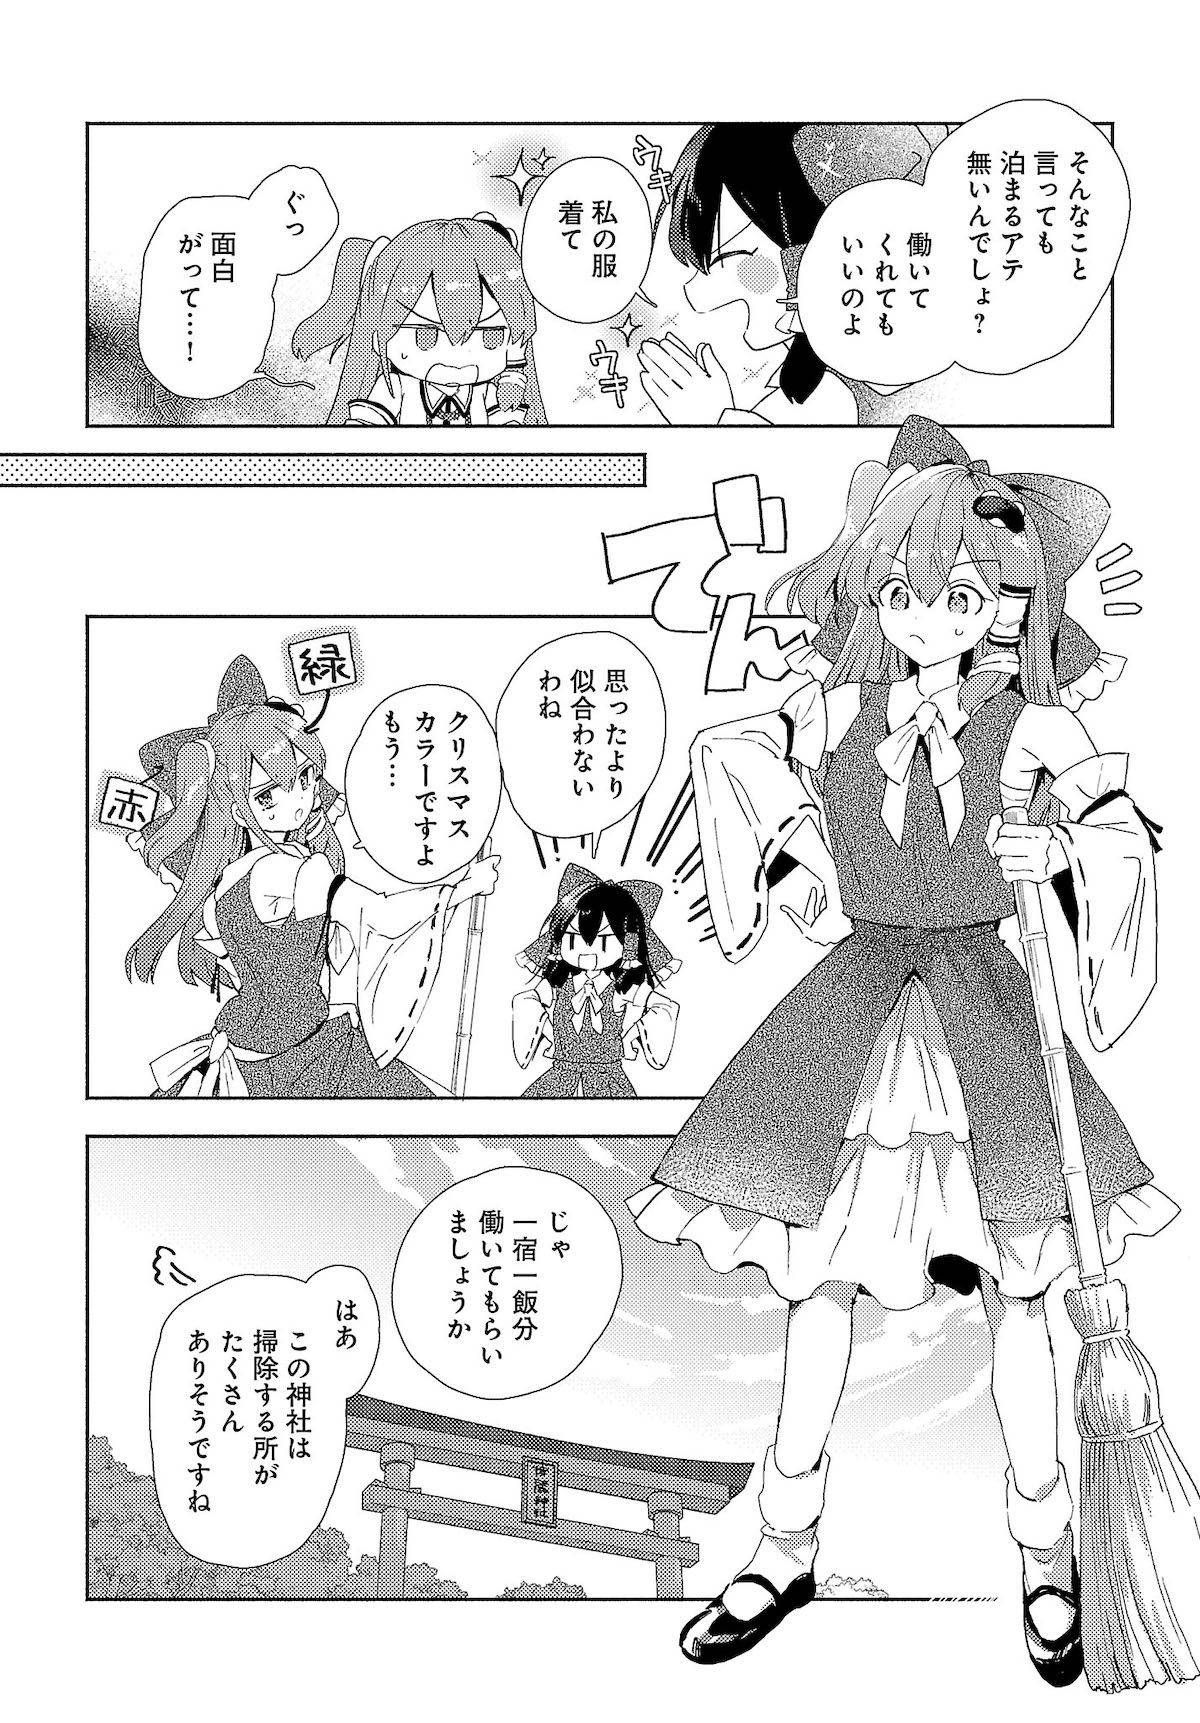 そんなこと
言っても
泊まるアテ
無いんでしょ？
働いて
くれても
いいのよ
ウキ
私の服
着て
ウキ
ぐっ
面白
がって…！
でん
思ったより
似合わない
わね
クリスマス
カラーですよ
もう…
緑
赤
じゃ
一宿一飯分
働いてもらい
ましょうか
博麗神社
はあ
この神社は
掃除する所が
たくさん
ありそうですね